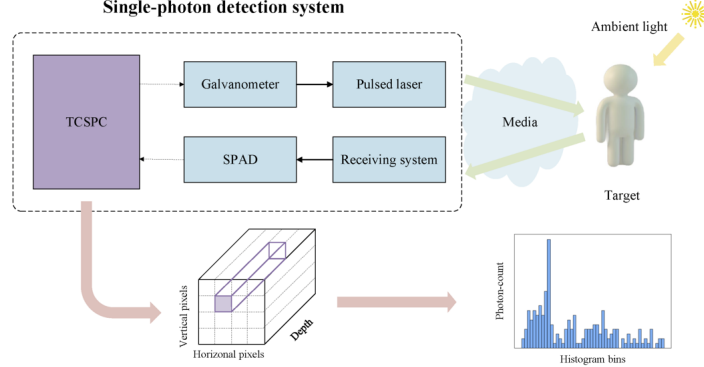 Single-photon detection system
Ambient light
TCSPC
Galvanometer
Pulsed laser
Media
SPAD
Receiving system
Target
Vertical pixels
Horizonal pixels
Depth
Photon-count
Histogram bins